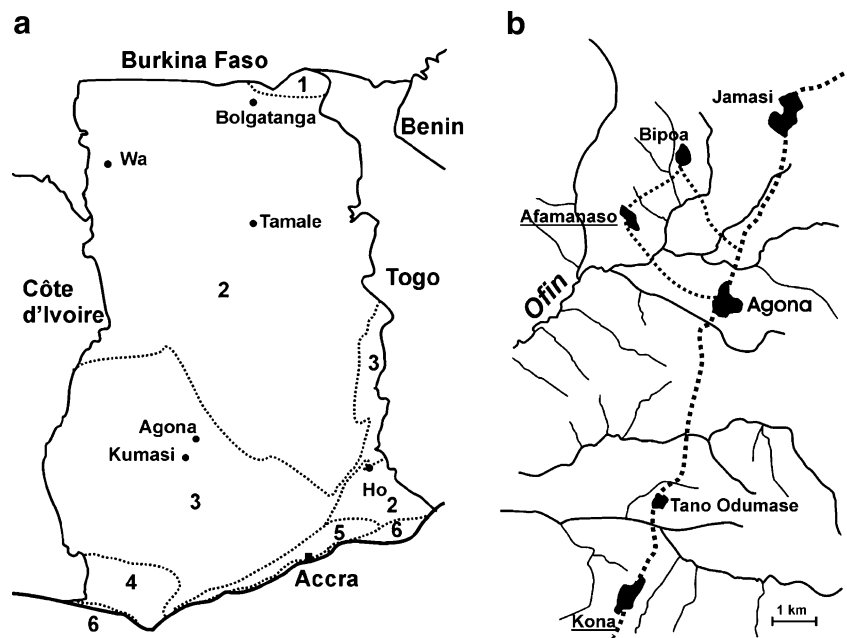 a
Burkina Faso
1
Bolgatanga
Benin
Wa
Tamale
Togo
2
Côte
d'Ivoire
3
Agona
Kumasi
3
Ho
2
5
6
4
Accra
6
b
Jamasi
Bipoa
Afamanaso
Ofin
Agona
Tano Odumase
Kona
1 km